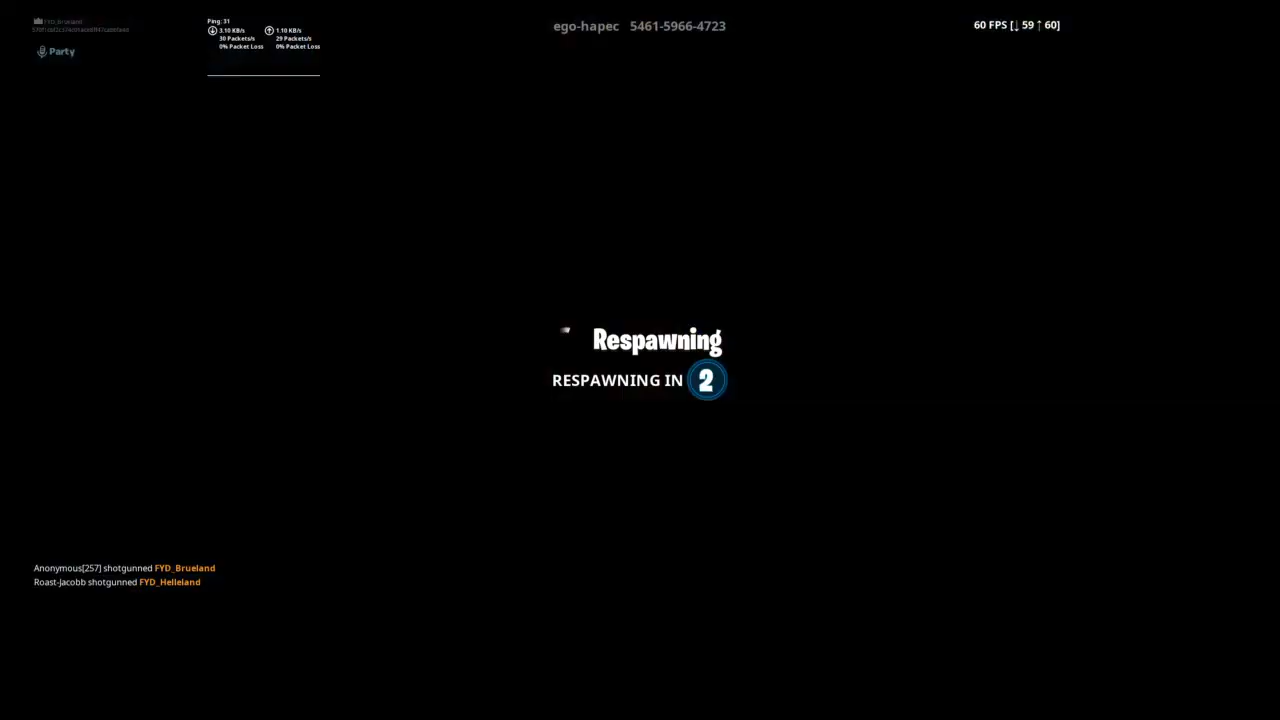 FYD_Brueland
Party
Ping: 31
3.10 KB/s 1.10 KB/s
30 Packets/s 29 Packets/s
0% Packet Loss 0% Packet Loss
ego-hapec 5461-5966-4723
60 FPS [↓ 59 ↑ 60]
Respawning
RESPAWNING IN 2
Anonymous[257] shotgunned FYD_Brueland
Roast-Jacobb shotgunned FYD_Helleland